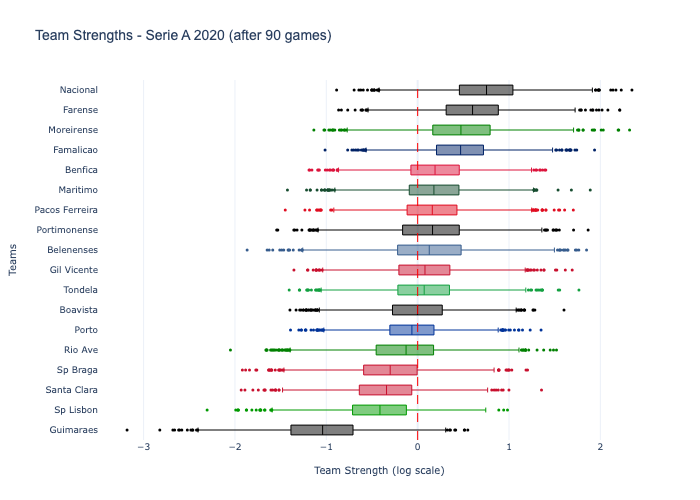 Team Strengths - Serie A 2020 (after 90 games)
Nacional
Farense
Moreirense
Famalicao
Benfica
Maritimo
Pacos Ferreira
Portimonense
Belenenses
Gil Vicente
Tondela
Boavista
Porto
Rio Ave
Sp Braga
Santa Clara
Sp Lisbon
Guimaraes
Teams
−3 −2 −1 0 1 2
Team Strength (log scale)